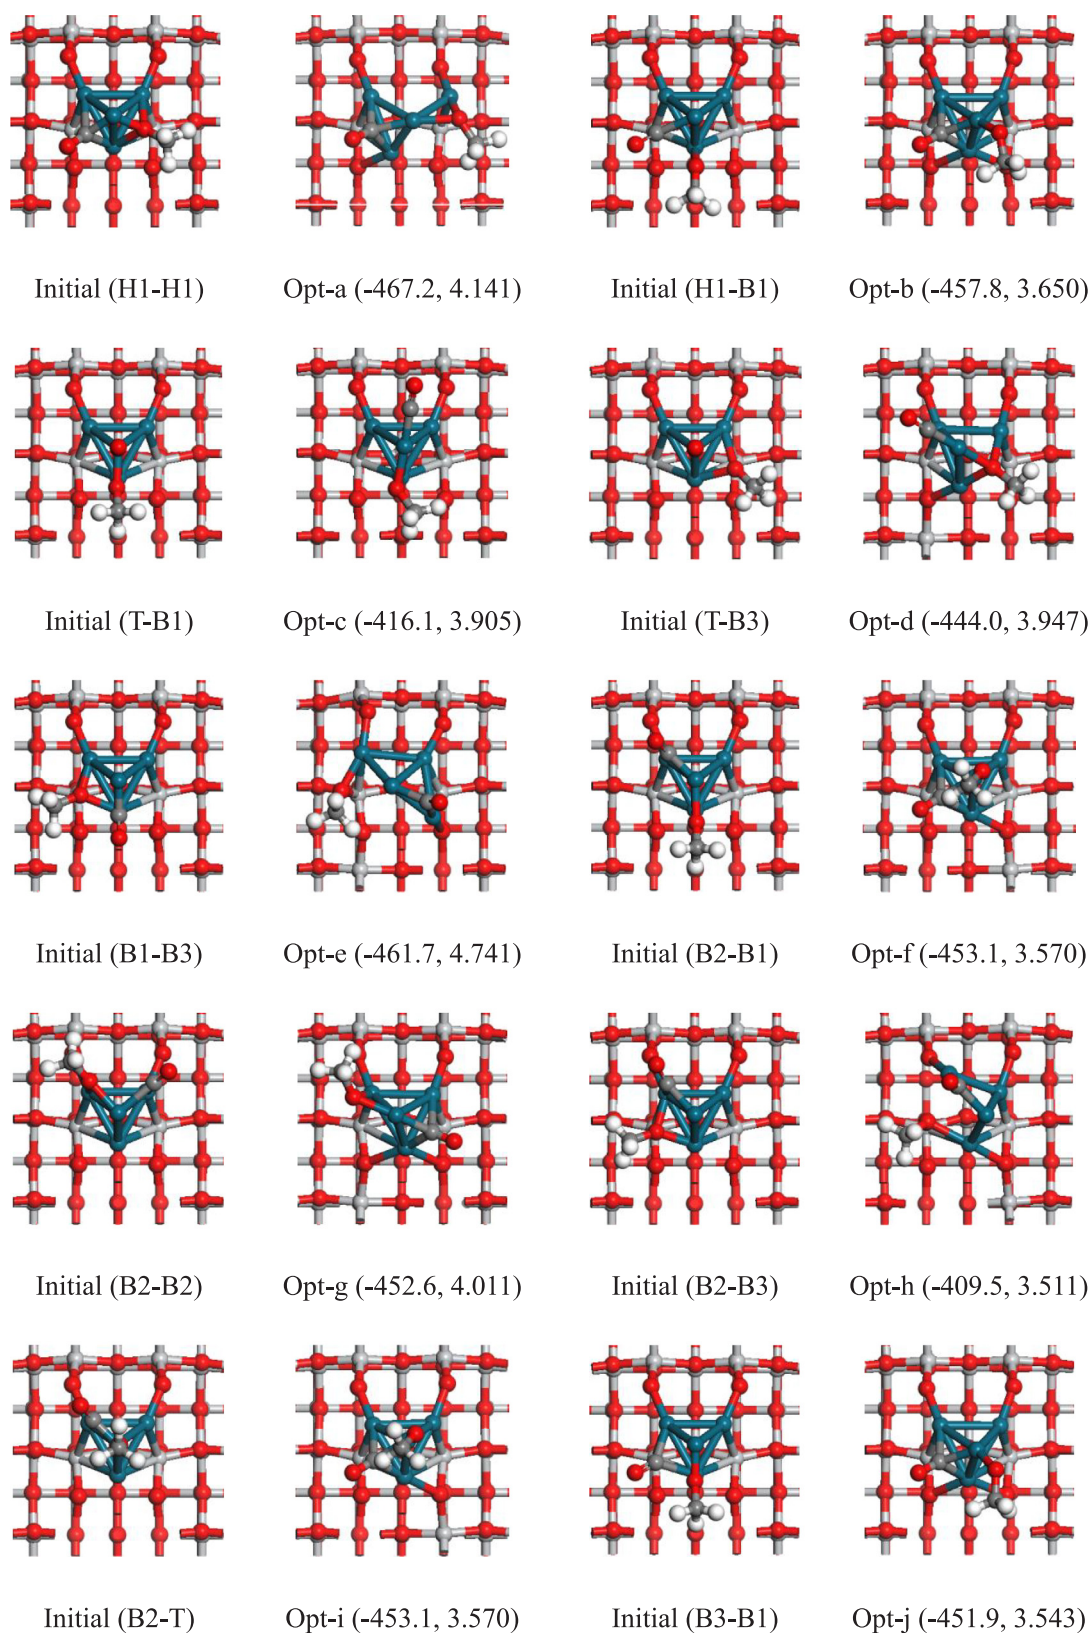 Initial (H1-H1) Opt-a (-467.2, 4.141) Initial (H1-B1) Opt-b (-457.8, 3.650)
Initial (T-B1) Opt-c (-416.1, 3.905) Initial (T-B3) Opt-d (-444.0, 3.947)
Initial (B1-B3) Opt-e (-461.7, 4.741) Initial (B2-B1) Opt-f (-453.1, 3.570)
Initial (B2-B2) Opt-g (-452.6, 4.011) Initial (B2-B3) Opt-h (-409.5, 3.511)
Initial (B2-T) Opt-i (-453.1, 3.570) Initial (B3-B1) Opt-j (-451.9, 3.543)